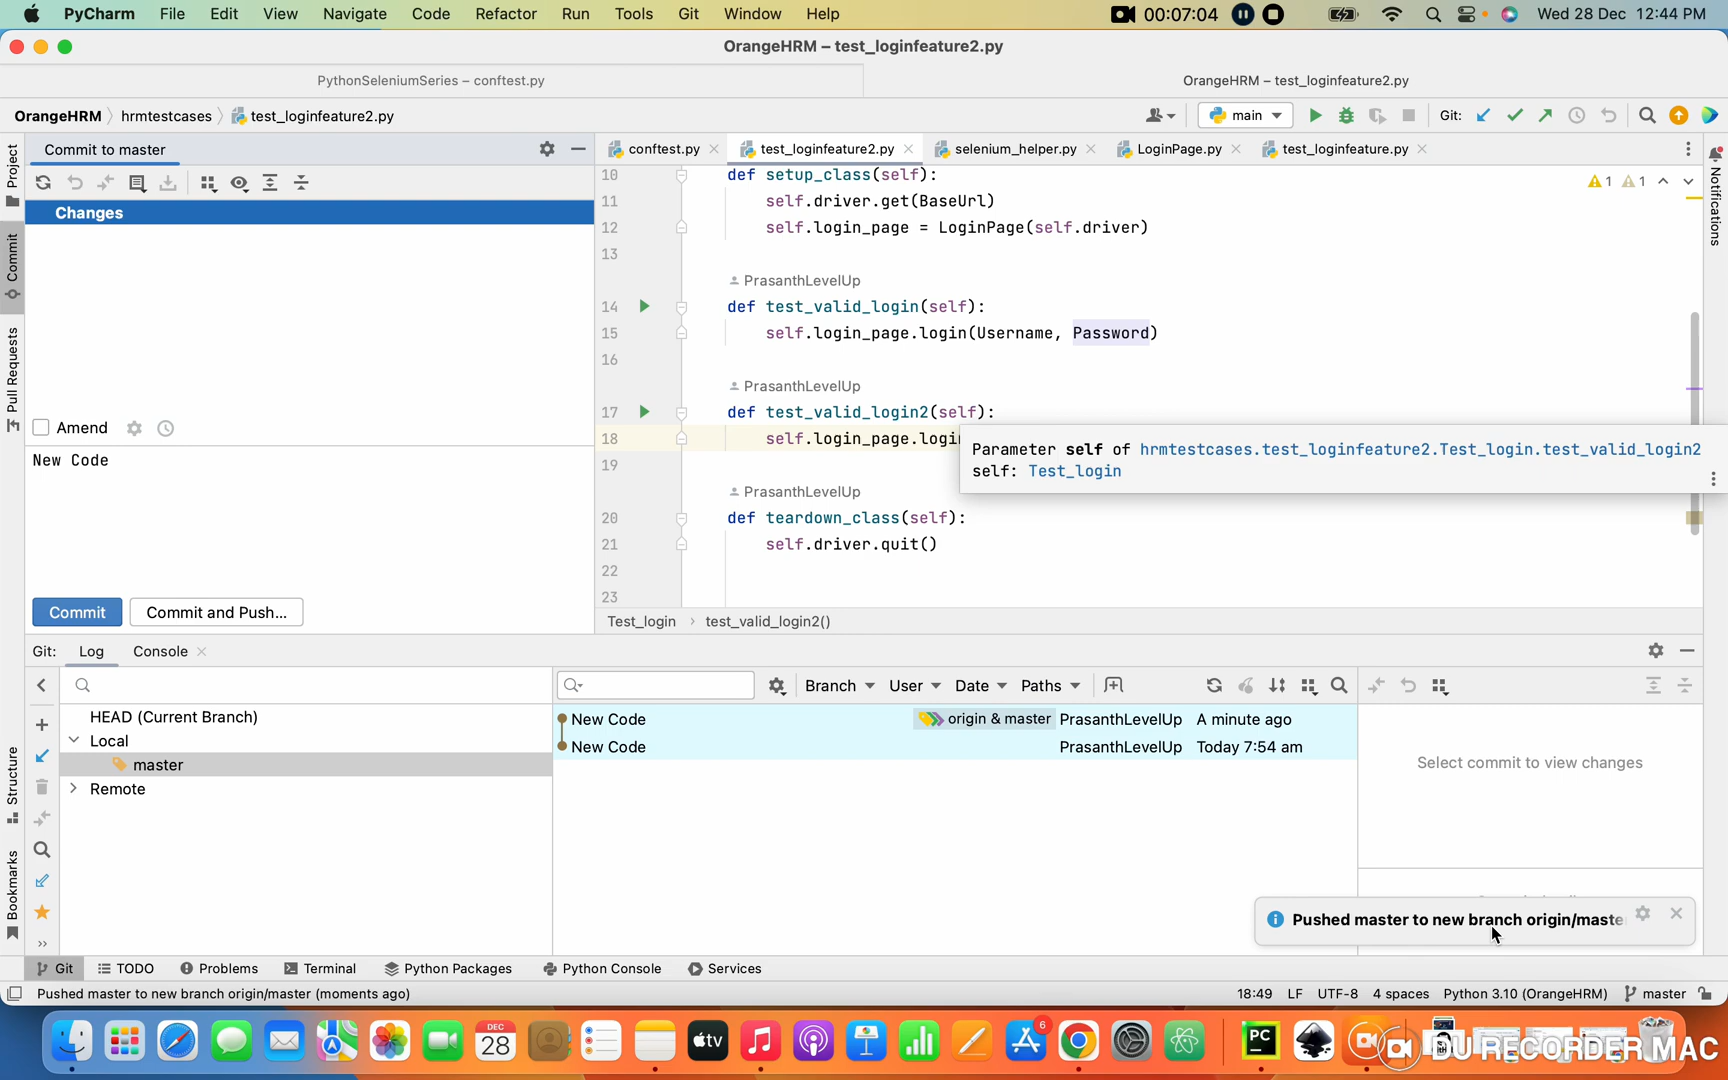 PyCharm File Edit View Navigate Code Refactor Run Tools Git Window Help 00:07:04 Wed 28 Dec 12:44 PM
OrangeHRM – test_loginfeature2.py
PythonSeleniumSeries – conftest.py OrangeHRM – test_loginfeature2.py
OrangeHRM hrmtestcases test_loginfeature2.py main Git:
Project
Commit
Pull Requests
Structure
Bookmarks
Notifications
Commit to master
Changes
Amend
New Code
Commit Commit and Push...
conftest.py test_loginfeature2.py selenium_helper.py LoginPage.py test_loginfeature.py
1 1
10 def setup_class(self):
11 self.driver.get(BaseUrl)
12 self.login_page = LoginPage(self.driver)
13
PrasanthLevelUp
14 def test_valid_login(self):
15 self.login_page.login(Username, Password)
16
PrasanthLevelUp
17 def test_valid_login2(self):
18 self.login_page.login
19
Parameter self of hrmtestcases.test_loginfeature2.Test_login.test_valid_login2
self: Test_login
PrasanthLevelUp
20 def teardown_class(self):
21 self.driver.quit()
22
23
Test_login test_valid_login2()
Git: Log Console
Branch User Date Paths
HEAD (Current Branch)
Local
master
Remote
New Code origin & master PrasanthLevelUp A minute ago
New Code PrasanthLevelUp Today 7:54 am
Select commit to view changes
Pushed master to new branch origin/maste
Git TODO Problems Terminal Python Packages Python Console Services
Pushed master to new branch origin/master (moments ago) 18:49 LF UTF-8 4 spaces Python 3.10 (OrangeHRM) master
DEC
28
tv
6
PC
DU RECORDER MAC